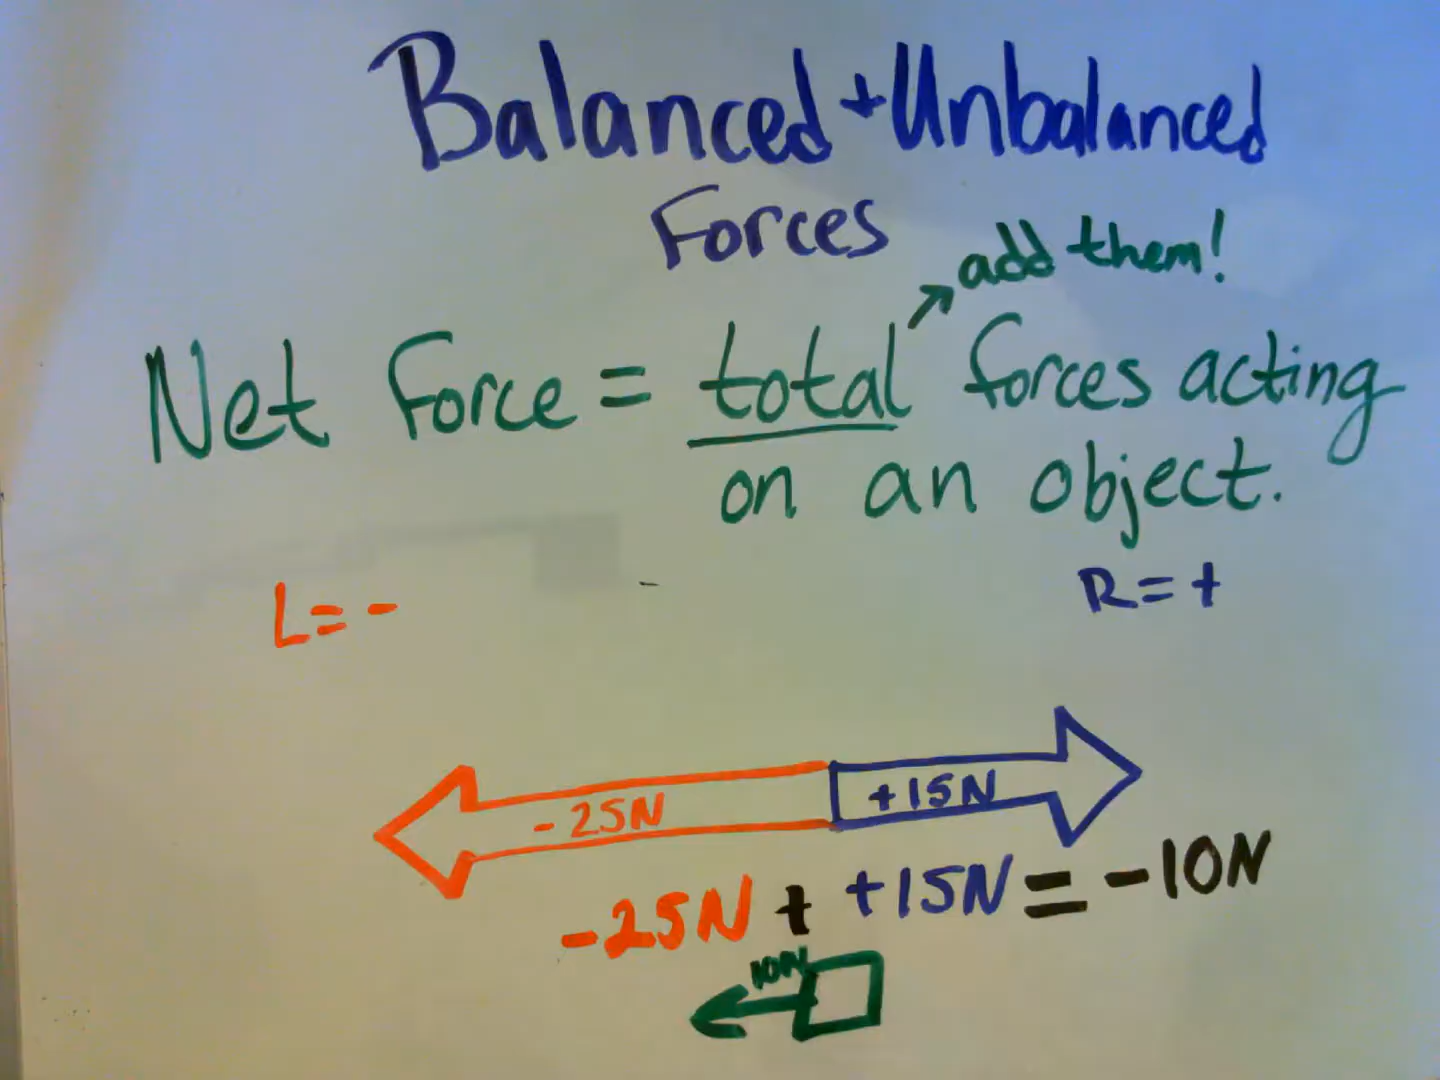 Balanced + Unbalanced
Forces
add them!
Net Force = total forces acting
on an object.
L = -
R = +
- 25N
+15N
-25N + +15N = -10N
10N